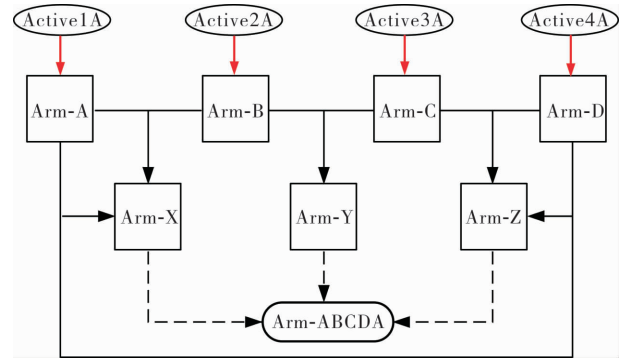 Active1A
Active2A
Active3A
Active4A
Arm-A
Arm-B
Arm-C
Arm-D
Arm-X
Arm-Y
Arm-Z
Arm-ABCDA